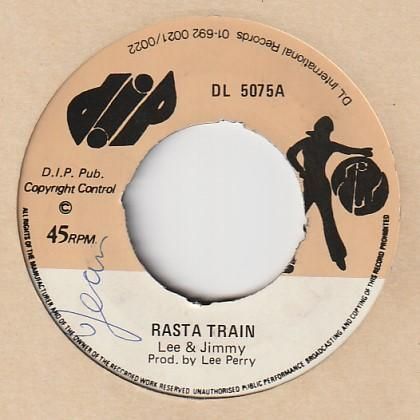 DL International Records 01-692 0021/0022
dip
DL 5075A
D.I.P. Pub.
Copyright Control
©
45RPM
Jean
RASTA TRAIN
Lee & Jimmy
Prod. by Lee Perry
ALL RIGHTS OF THE MANUFACTURER AND OF THE OWNER OF THE RECORDED WORK RESERVED UNAUTHORISED PUBLIC PERFORMANCE BROADCASTING AND COPYING OF THIS RECORD PROHIBITED